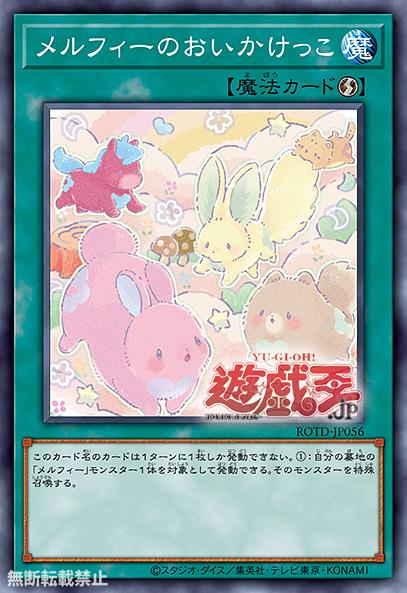 メルフィーのおいかけっこ 魔
【魔法カード】
YU-GI-OH!
遊戯王.jp
ROTD-JP056
このカード名のカードは1ターンに1枚しか発動できない。①:自分の墓地の
「メルフィー」モンスター1体を対象として発動できる。そのモンスターを特殊
召喚する。
無断転載禁止
©スタジオ・ダイス/集英社・テレビ東京・KONAMI